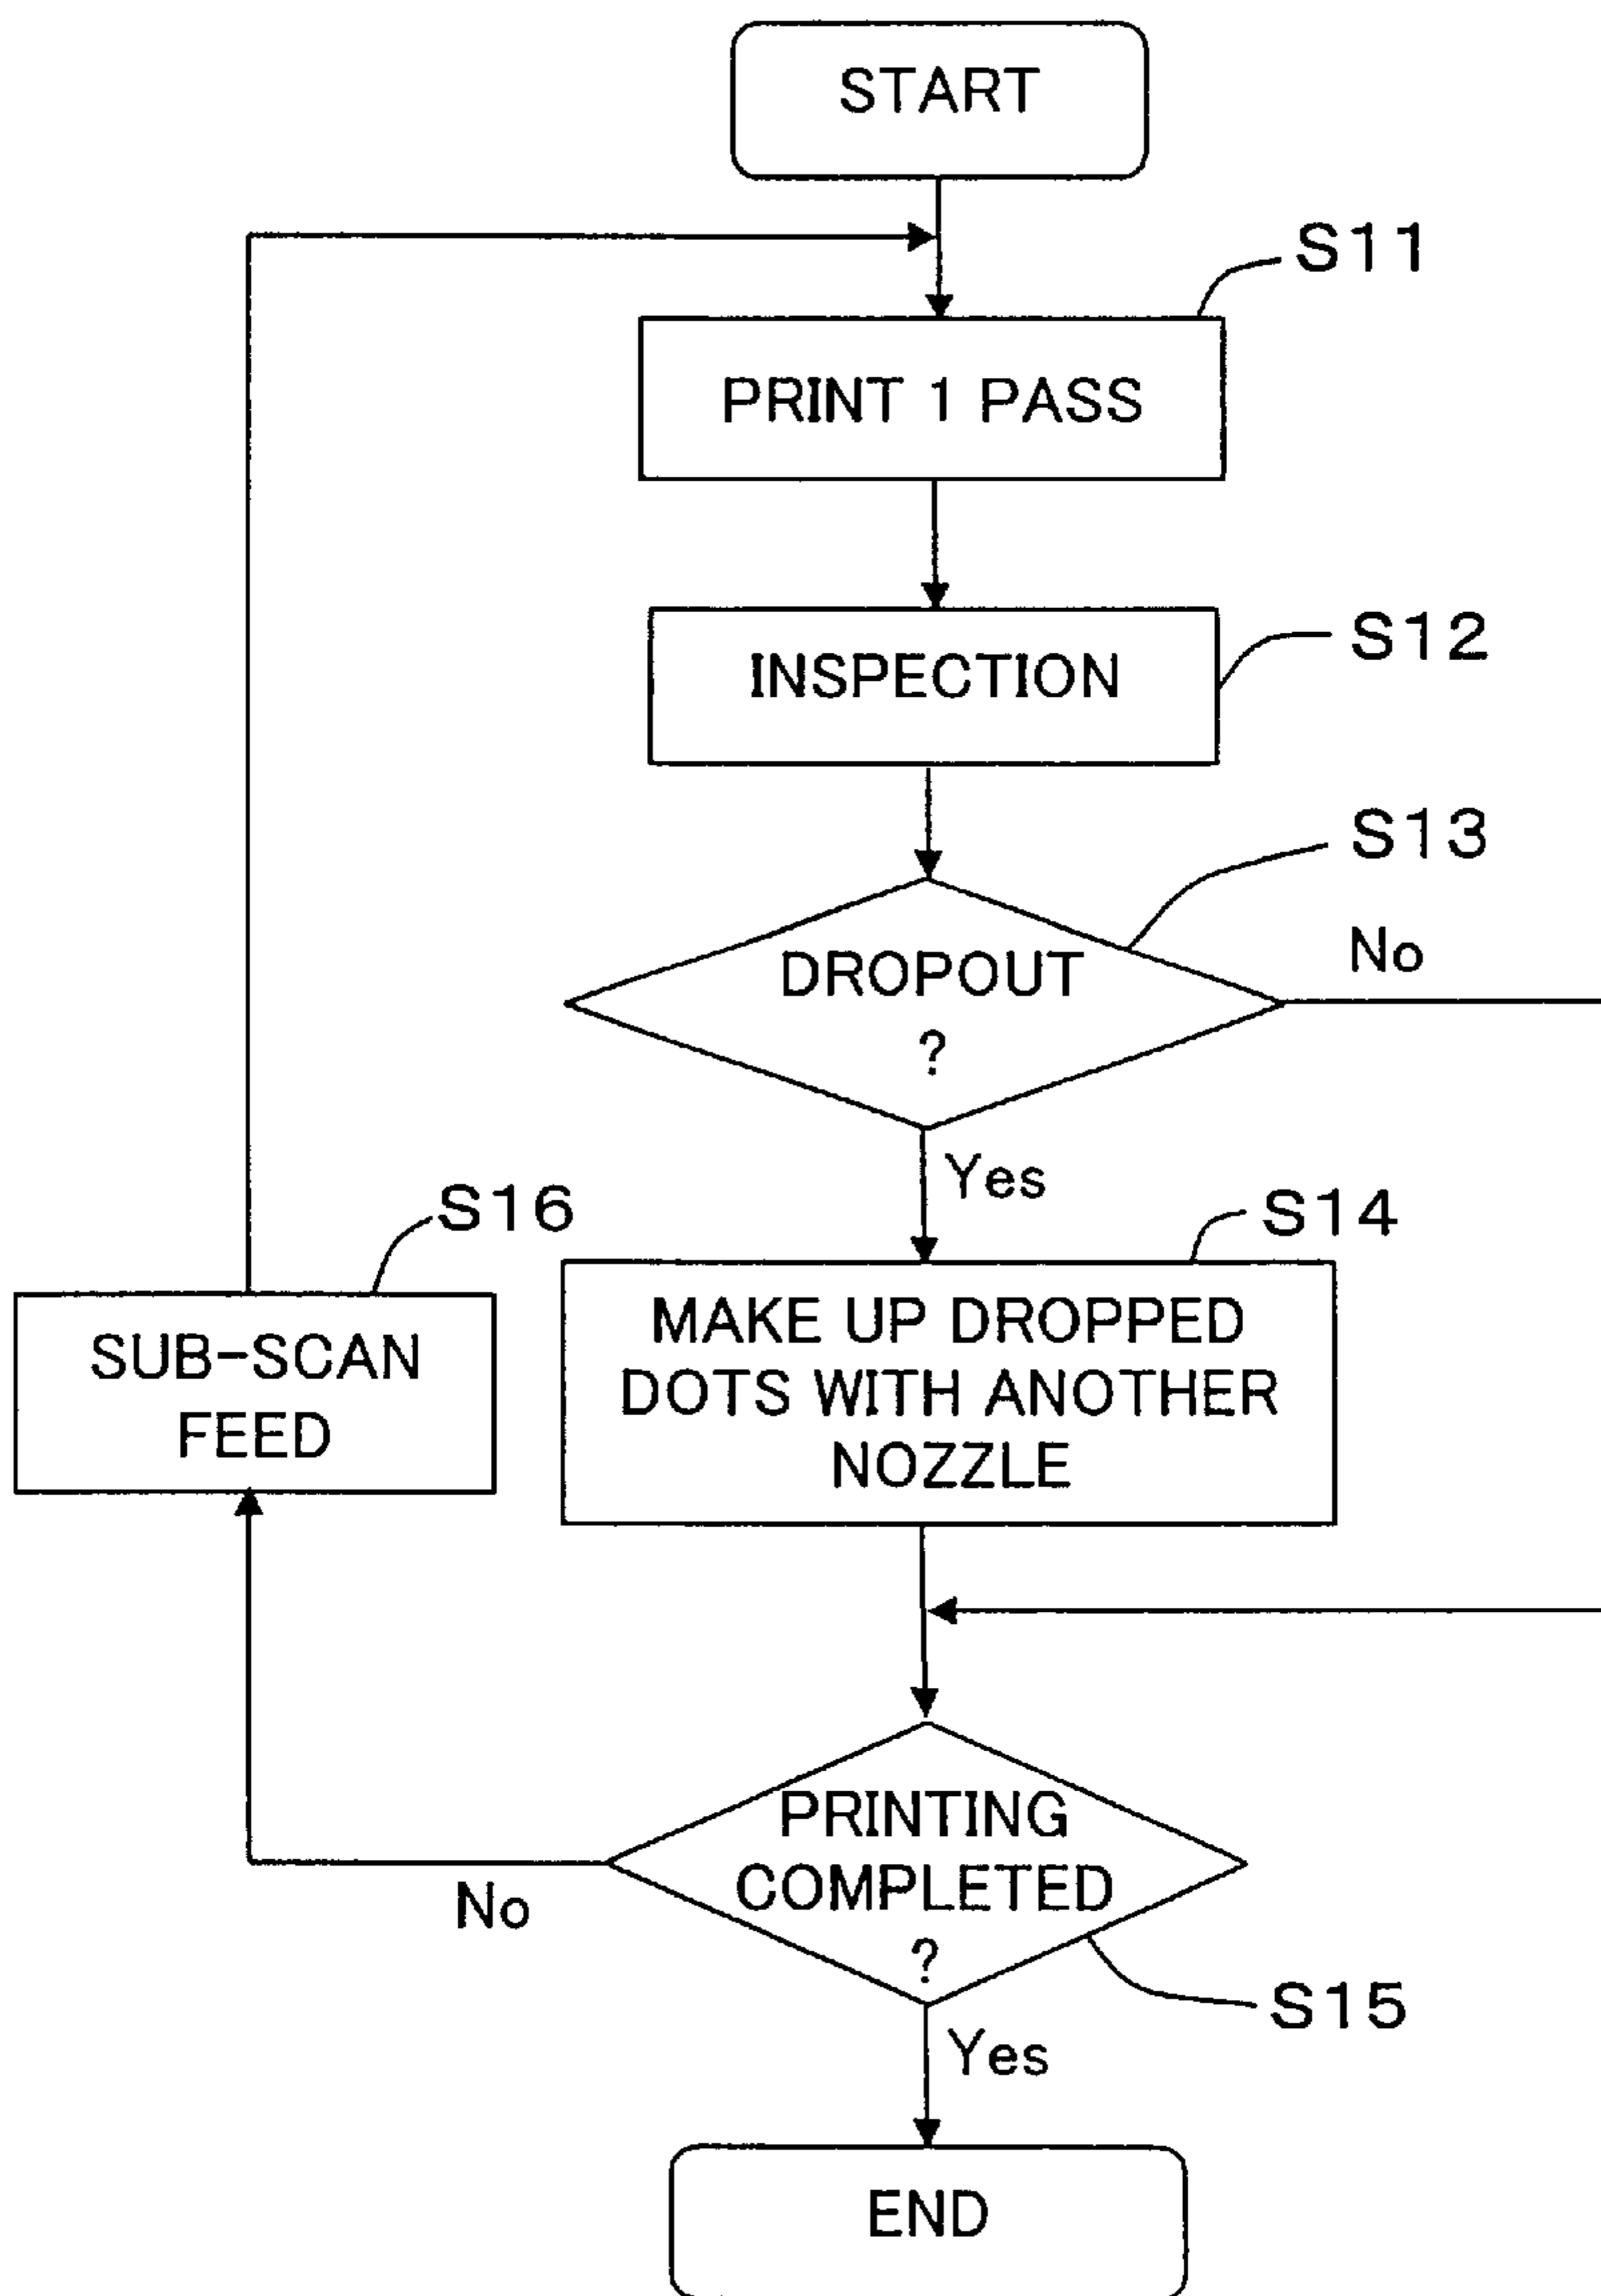 START
S11
PRINT 1 PASS
S12
INSPECTION
S13
DROPOUT
?
No
Yes
S14
MAKE UP DROPPED
DOTS WITH ANOTHER
NOZZLE
S16
SUB-SCAN
FEED
PRINTING
COMPLETED
?
No
S15
Yes
END